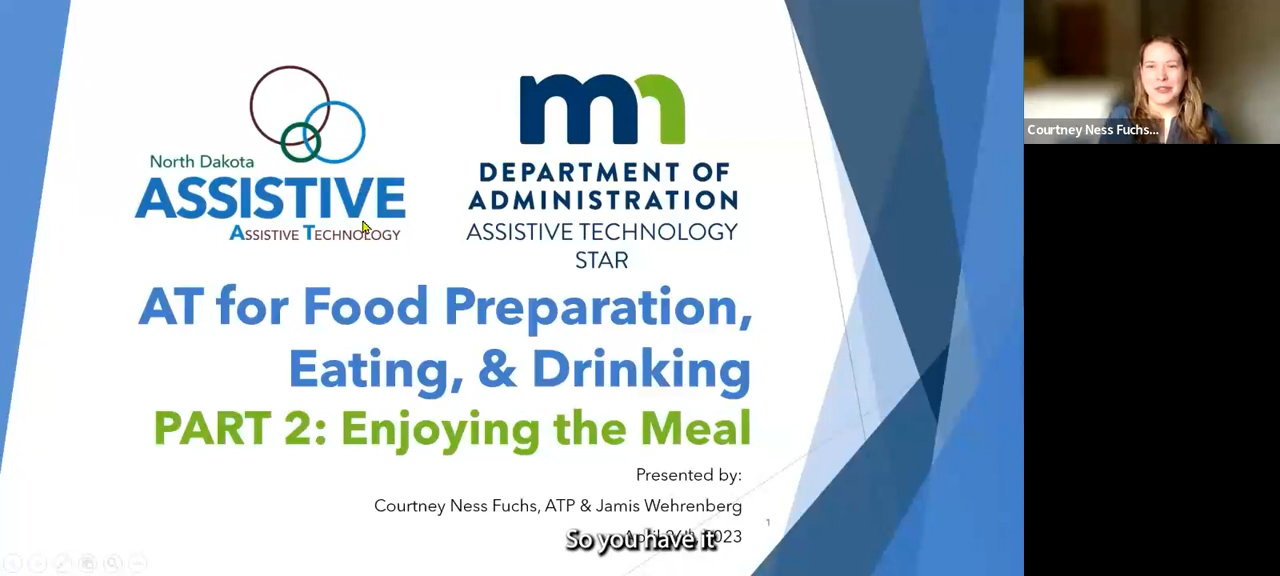 North Dakota
ASSISTIVE
ASSISTIVE TECHNOLOGY
mn
DEPARTMENT OF
ADMINISTRATION
ASSISTIVE TECHNOLOGY
STAR
AT for Food Preparation,
Eating, & Drinking
PART 2: Enjoying the Meal
Presented by:
Courtney Ness Fuchs, ATP & Jamis Wehrenberg
2023
1
So you have it
Courtney Ness Fuchs...